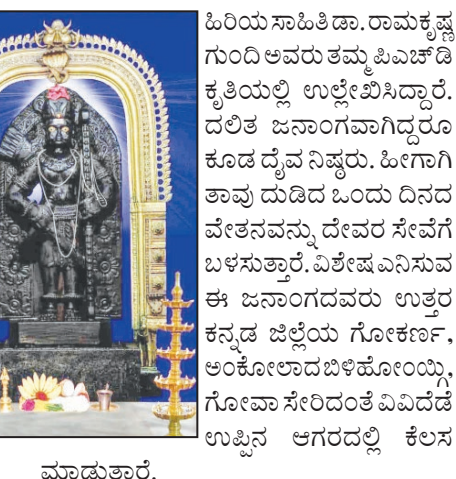 ಹಿರಿಯ ಸಾಹಿತಿ ಡಾ. ರಾಮಕೃಷ್ಣ
ಗುಂದಿ ಅವರು ತಮ್ಮ ಪಿಎಚ್‌ಡಿ
ಕೃತಿಯಲ್ಲಿ ಉಲ್ಲೇಖಿಸಿದ್ದಾರೆ.
ದಲಿತ ಜನಾಂಗವಾಗಿದ್ದರೂ
ಕೂಡ ದೈವ ನಿಷ್ಠರು. ಹೀಗಾಗಿ
ತಾವು ದುಡಿದ ಒಂದು ದಿನದ
ವೇತನವನ್ನು ದೇವರ ಸೇವೆಗೆ
ಬಳಸುತ್ತಾರೆ. ವಿಶೇಷ ಎನಿಸುವ
ಈ ಜನಾಂಗದವರು ಉತ್ತರ
ಕನ್ನಡ ಜಿಲ್ಲೆಯ ಗೋಕರ್ಣ,
ಅಂಕೋಲಾದ ಬಿಳಿಹೋಂಯ್ಗಿ,
ಗೋವಾ ಸೇರಿದಂತೆ ವಿವಿದೆಡೆ
ಉಪ್ಪಿನ ಆಗರದಲ್ಲಿ ಕೆಲಸ
ಮಾಡುತ್ತಾರೆ.